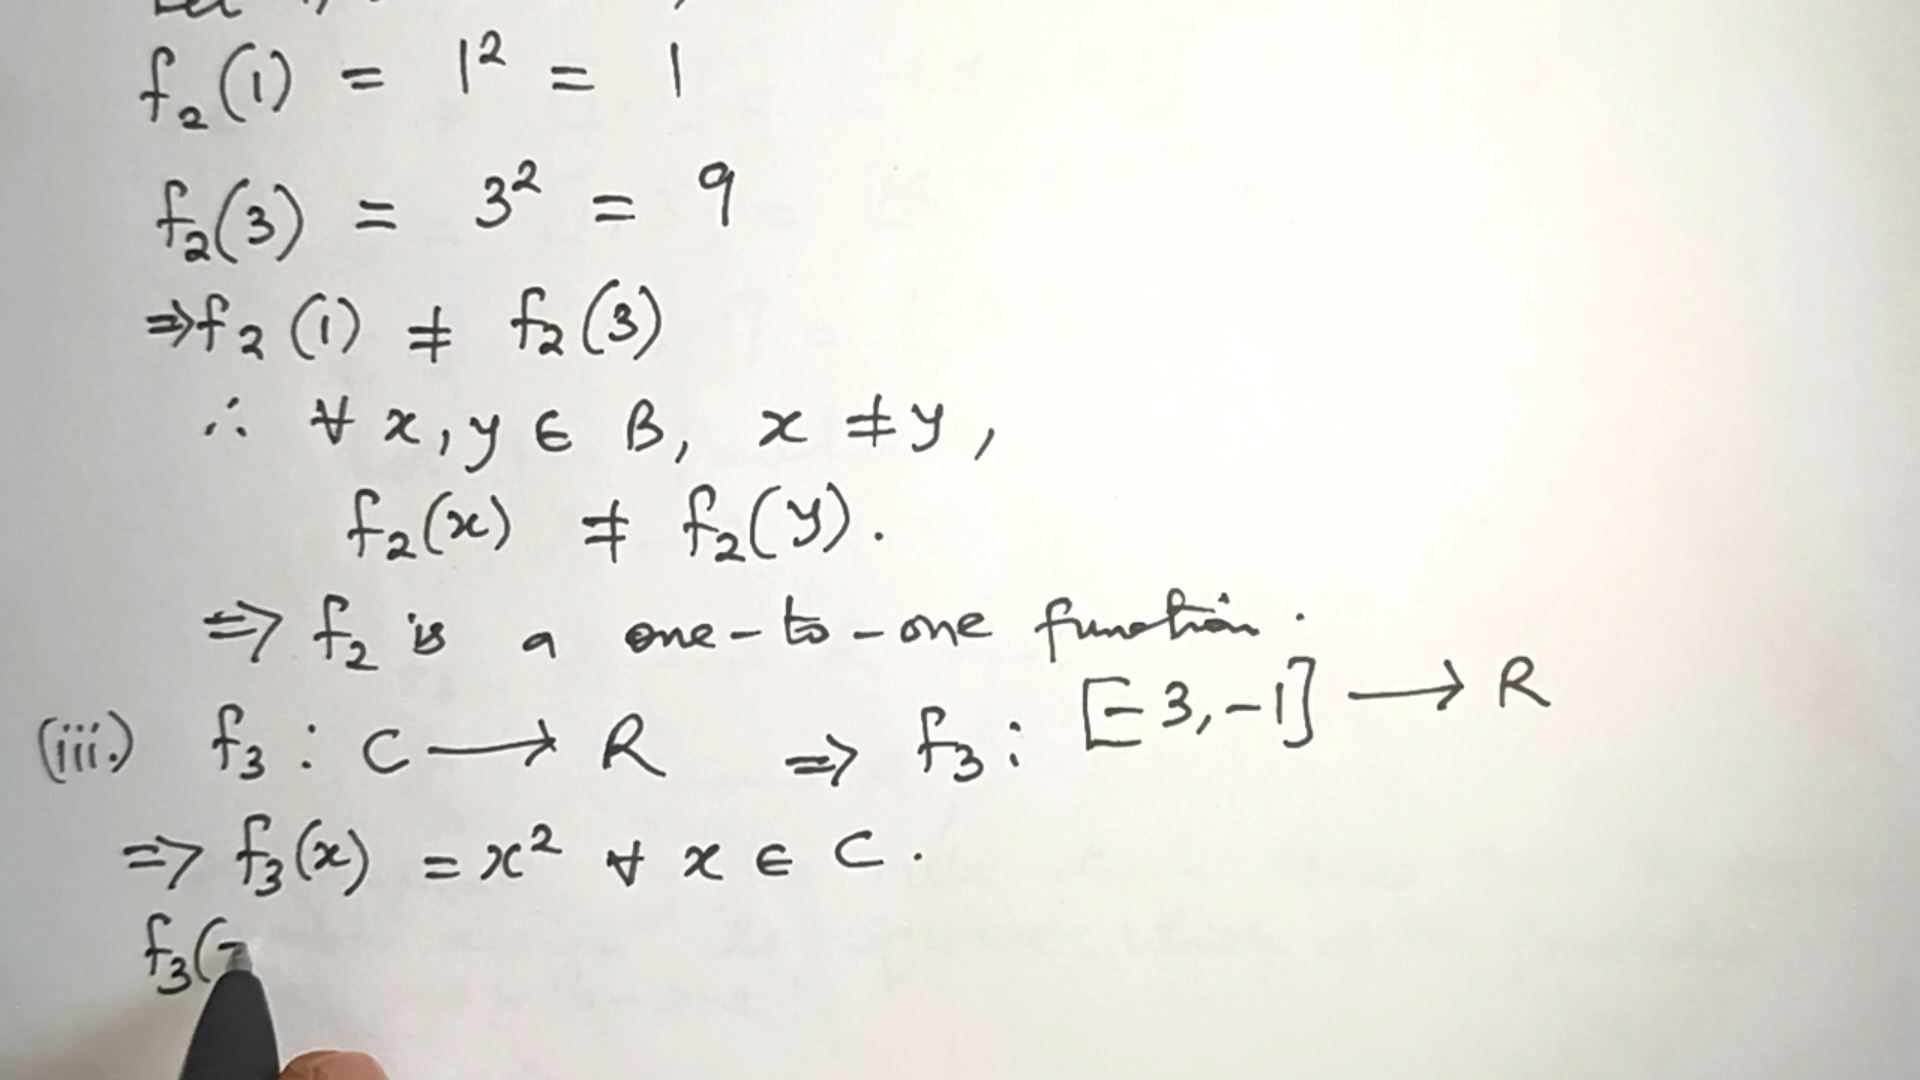 f₂(1) = 1² = 1
f₂(3) = 3² = 9
⇒ f₂(1) ≠ f₂(3)
∴ ∀ x, y ∈ B, x ≠ y,
f₂(x) ≠ f₂(y).
⇒ f₂ is a one-to-one function.
(iii.) f₃ : C ⟶ R ⇒ f₃ : [-3, -1] ⟶ R
⇒ f₃(x) = x² ∀ x ∈ C.
f₃(-